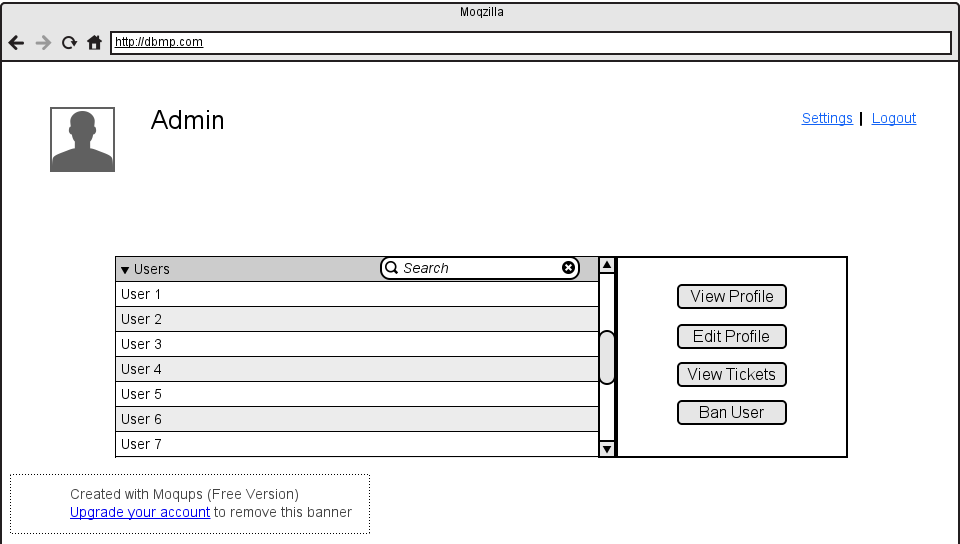 Moqzilla
http://dbmp.com
Admin
Settings | Logout
Users
Search
User 1
User 2
User 3
User 4
User 5
User 6
User 7
View Profile
Edit Profile
View Tickets
Ban User
Created with Moqups (Free Version)
Upgrade your account to remove this banner